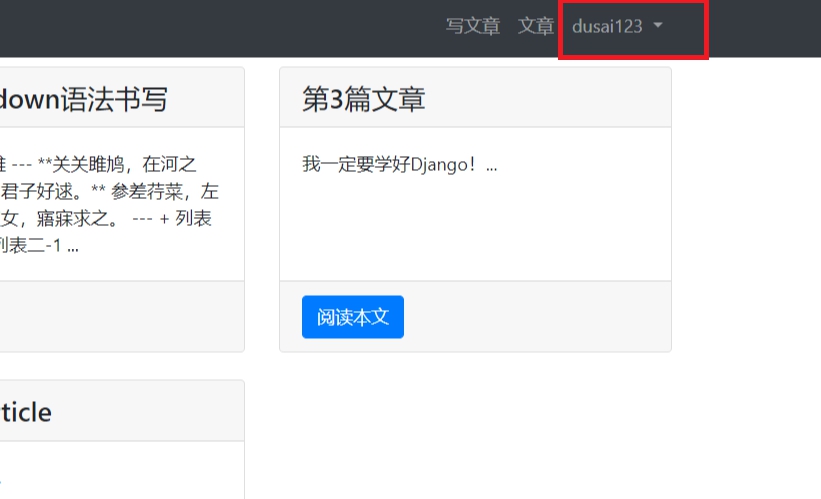 写文章 文章 dusai123
down语法书写
--- **关关雎鸠，在河之
君子好逑。** 参差荇菜，左
女，寤寐求之。 --- + 列表
列表二-1 ...
第3篇文章
我一定要学好Django！...
阅读本文
ticle